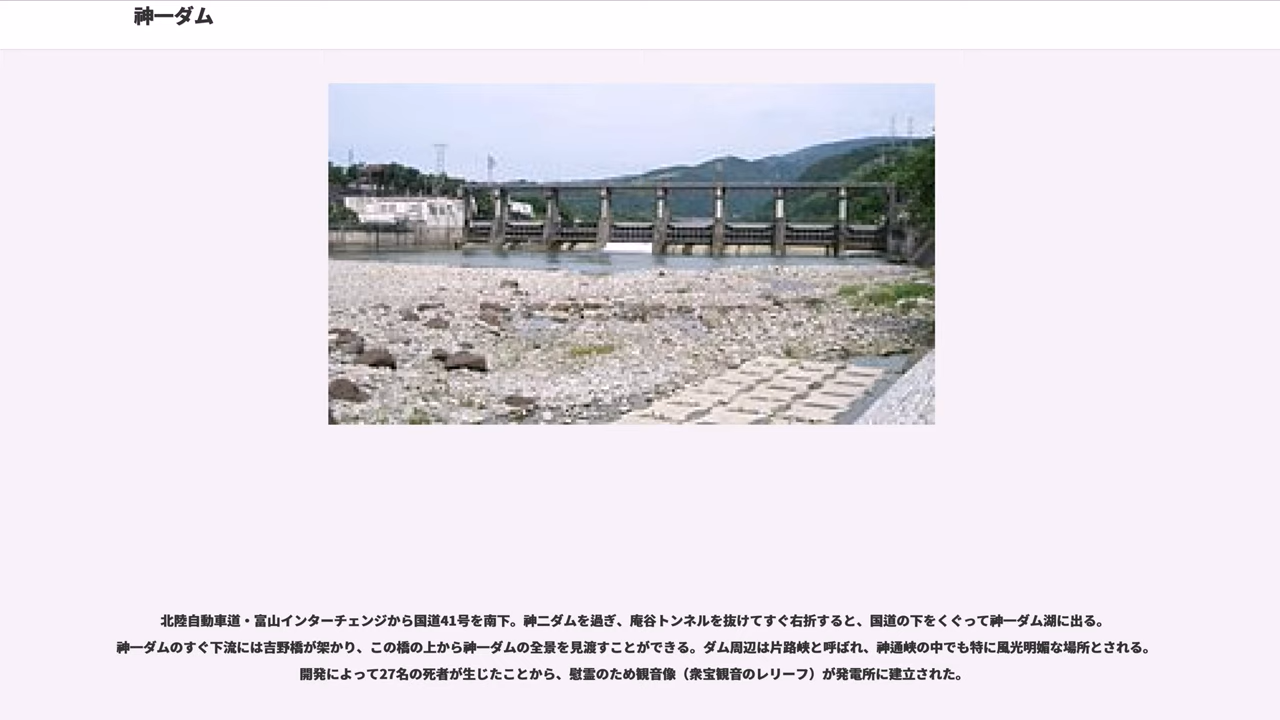 神一ダム
北陸自動車道・富山インターチェンジから国道41号を南下。神二ダムを過ぎ、庵谷トンネルを抜けてすぐ右折すると、国道の下をくぐって神一ダム湖に出る。
神一ダムのすぐ下流には吉野橋が架かり、この橋の上から神一ダムの全景を見渡すことができる。ダム周辺は片路峡と呼ばれ、神通峡の中でも特に風光明媚な場所とされる。
開発によって27名の死者が生じたことから、慰霊のため観音像（衆宝観音のレリーフ）が発電所に建立された。